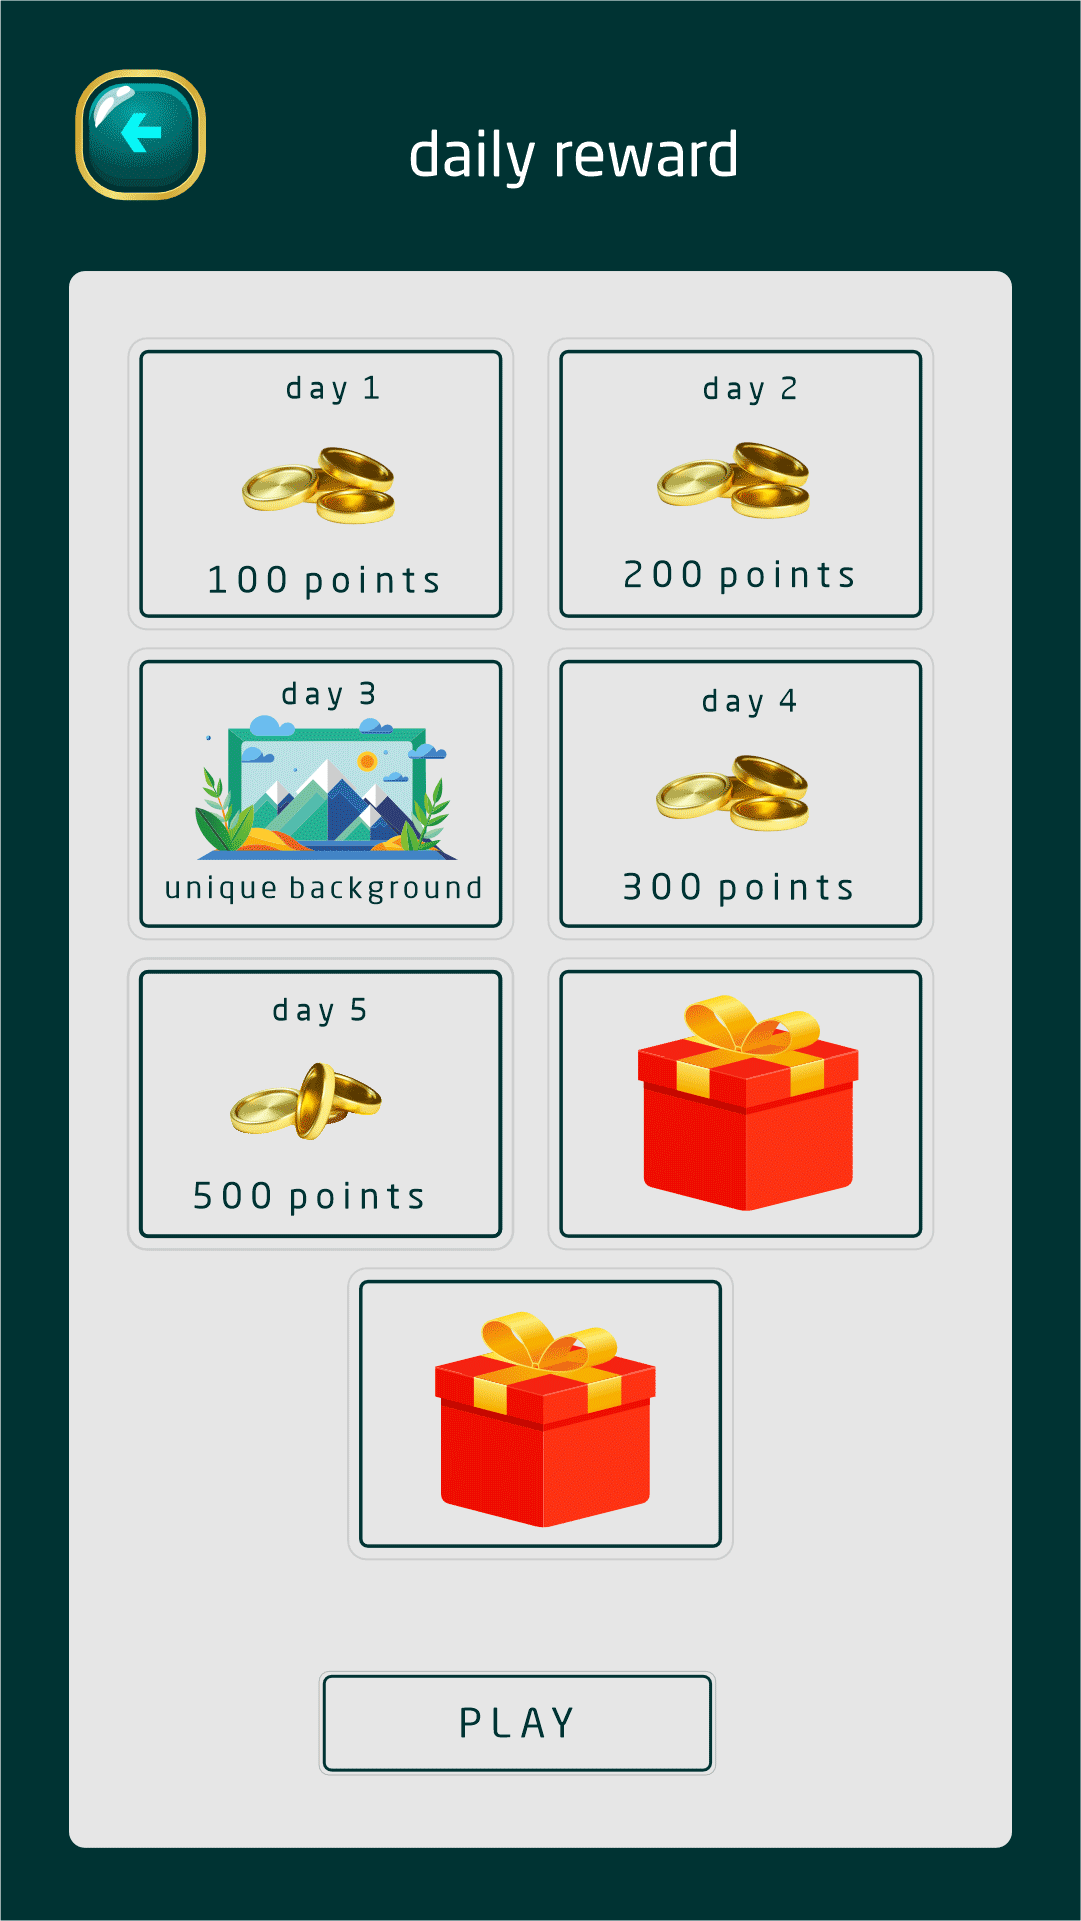 daily reward
day 1
100 points
day 2
200 points
day 3
unique background
day 4
300 points
day 5
500 points
PLAY